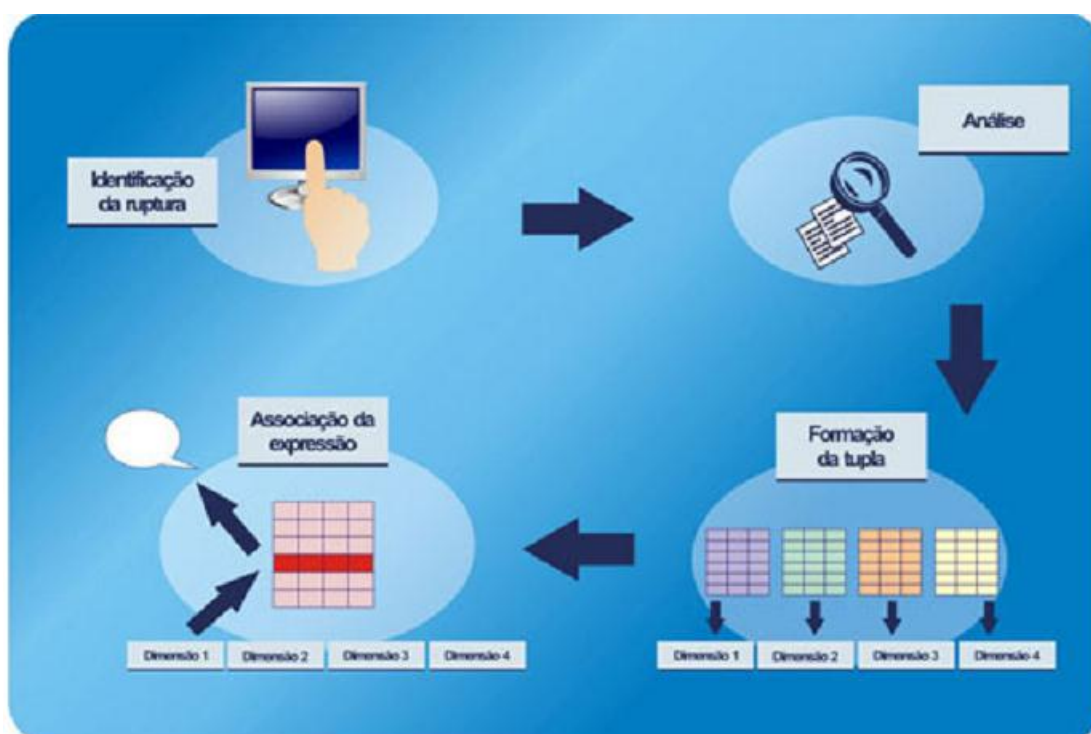 Identificação
da ruptura
Análise
Formação
da tupla
Dimensão 1
Dimensão 2
Dimensão 3
Dimensão 4
Associação da
expressão
Dimensão 1
Dimensão 2
Dimensão 3
Dimensão 4